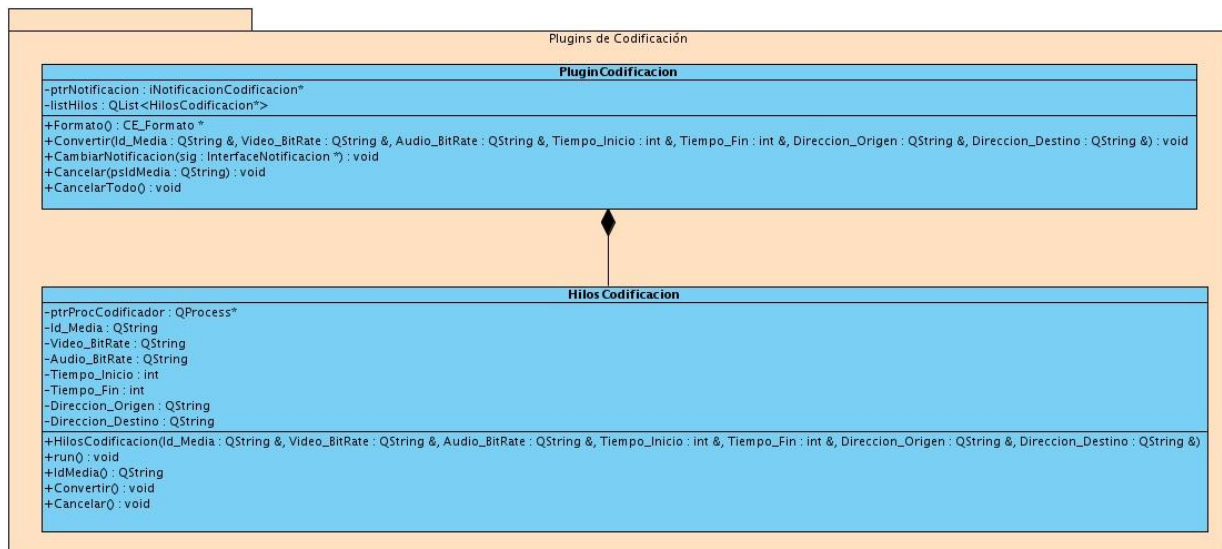 Plugins de Codificación
PluginCodificacion
-ptrNotificacion : iNotificacionCodificacion*
-listHilos : QList<HilosCodificacion*>
+Formato() : CE_Formato *
+Convertir(Id_Media : QString &, Video_BitRate : QString &, Audio_BitRate : QString &, Tiempo_Inicio : int &, Tiempo_Fin : int &, Direccion_Origen : QString &, Direccion_Destino : QString &) : void
+CambiarNotificacion(sig : InterfaceNotificacion *) : void
+Cancelar(psIdMedia : QString) : void
+CancelarTodo() : void
HilosCodificacion
-ptrProcCodificador : QProcess*
-Id_Media : QString
-Video_BitRate : QString
-Audio_BitRate : QString
-Tiempo_Inicio : int
-Tiempo_Fin : int
-Direccion_Origen : QString
-Direccion_Destino : QString
+HilosCodificacion(Id_Media : QString &, Video_BitRate : QString &, Audio_BitRate : QString &, Tiempo_Inicio : int &, Tiempo_Fin : int &, Direccion_Origen : QString &, Direccion_Destino : QString &)
+run() : void
+IdMedia() : QString
+Convertir() : void
+Cancelar() : void